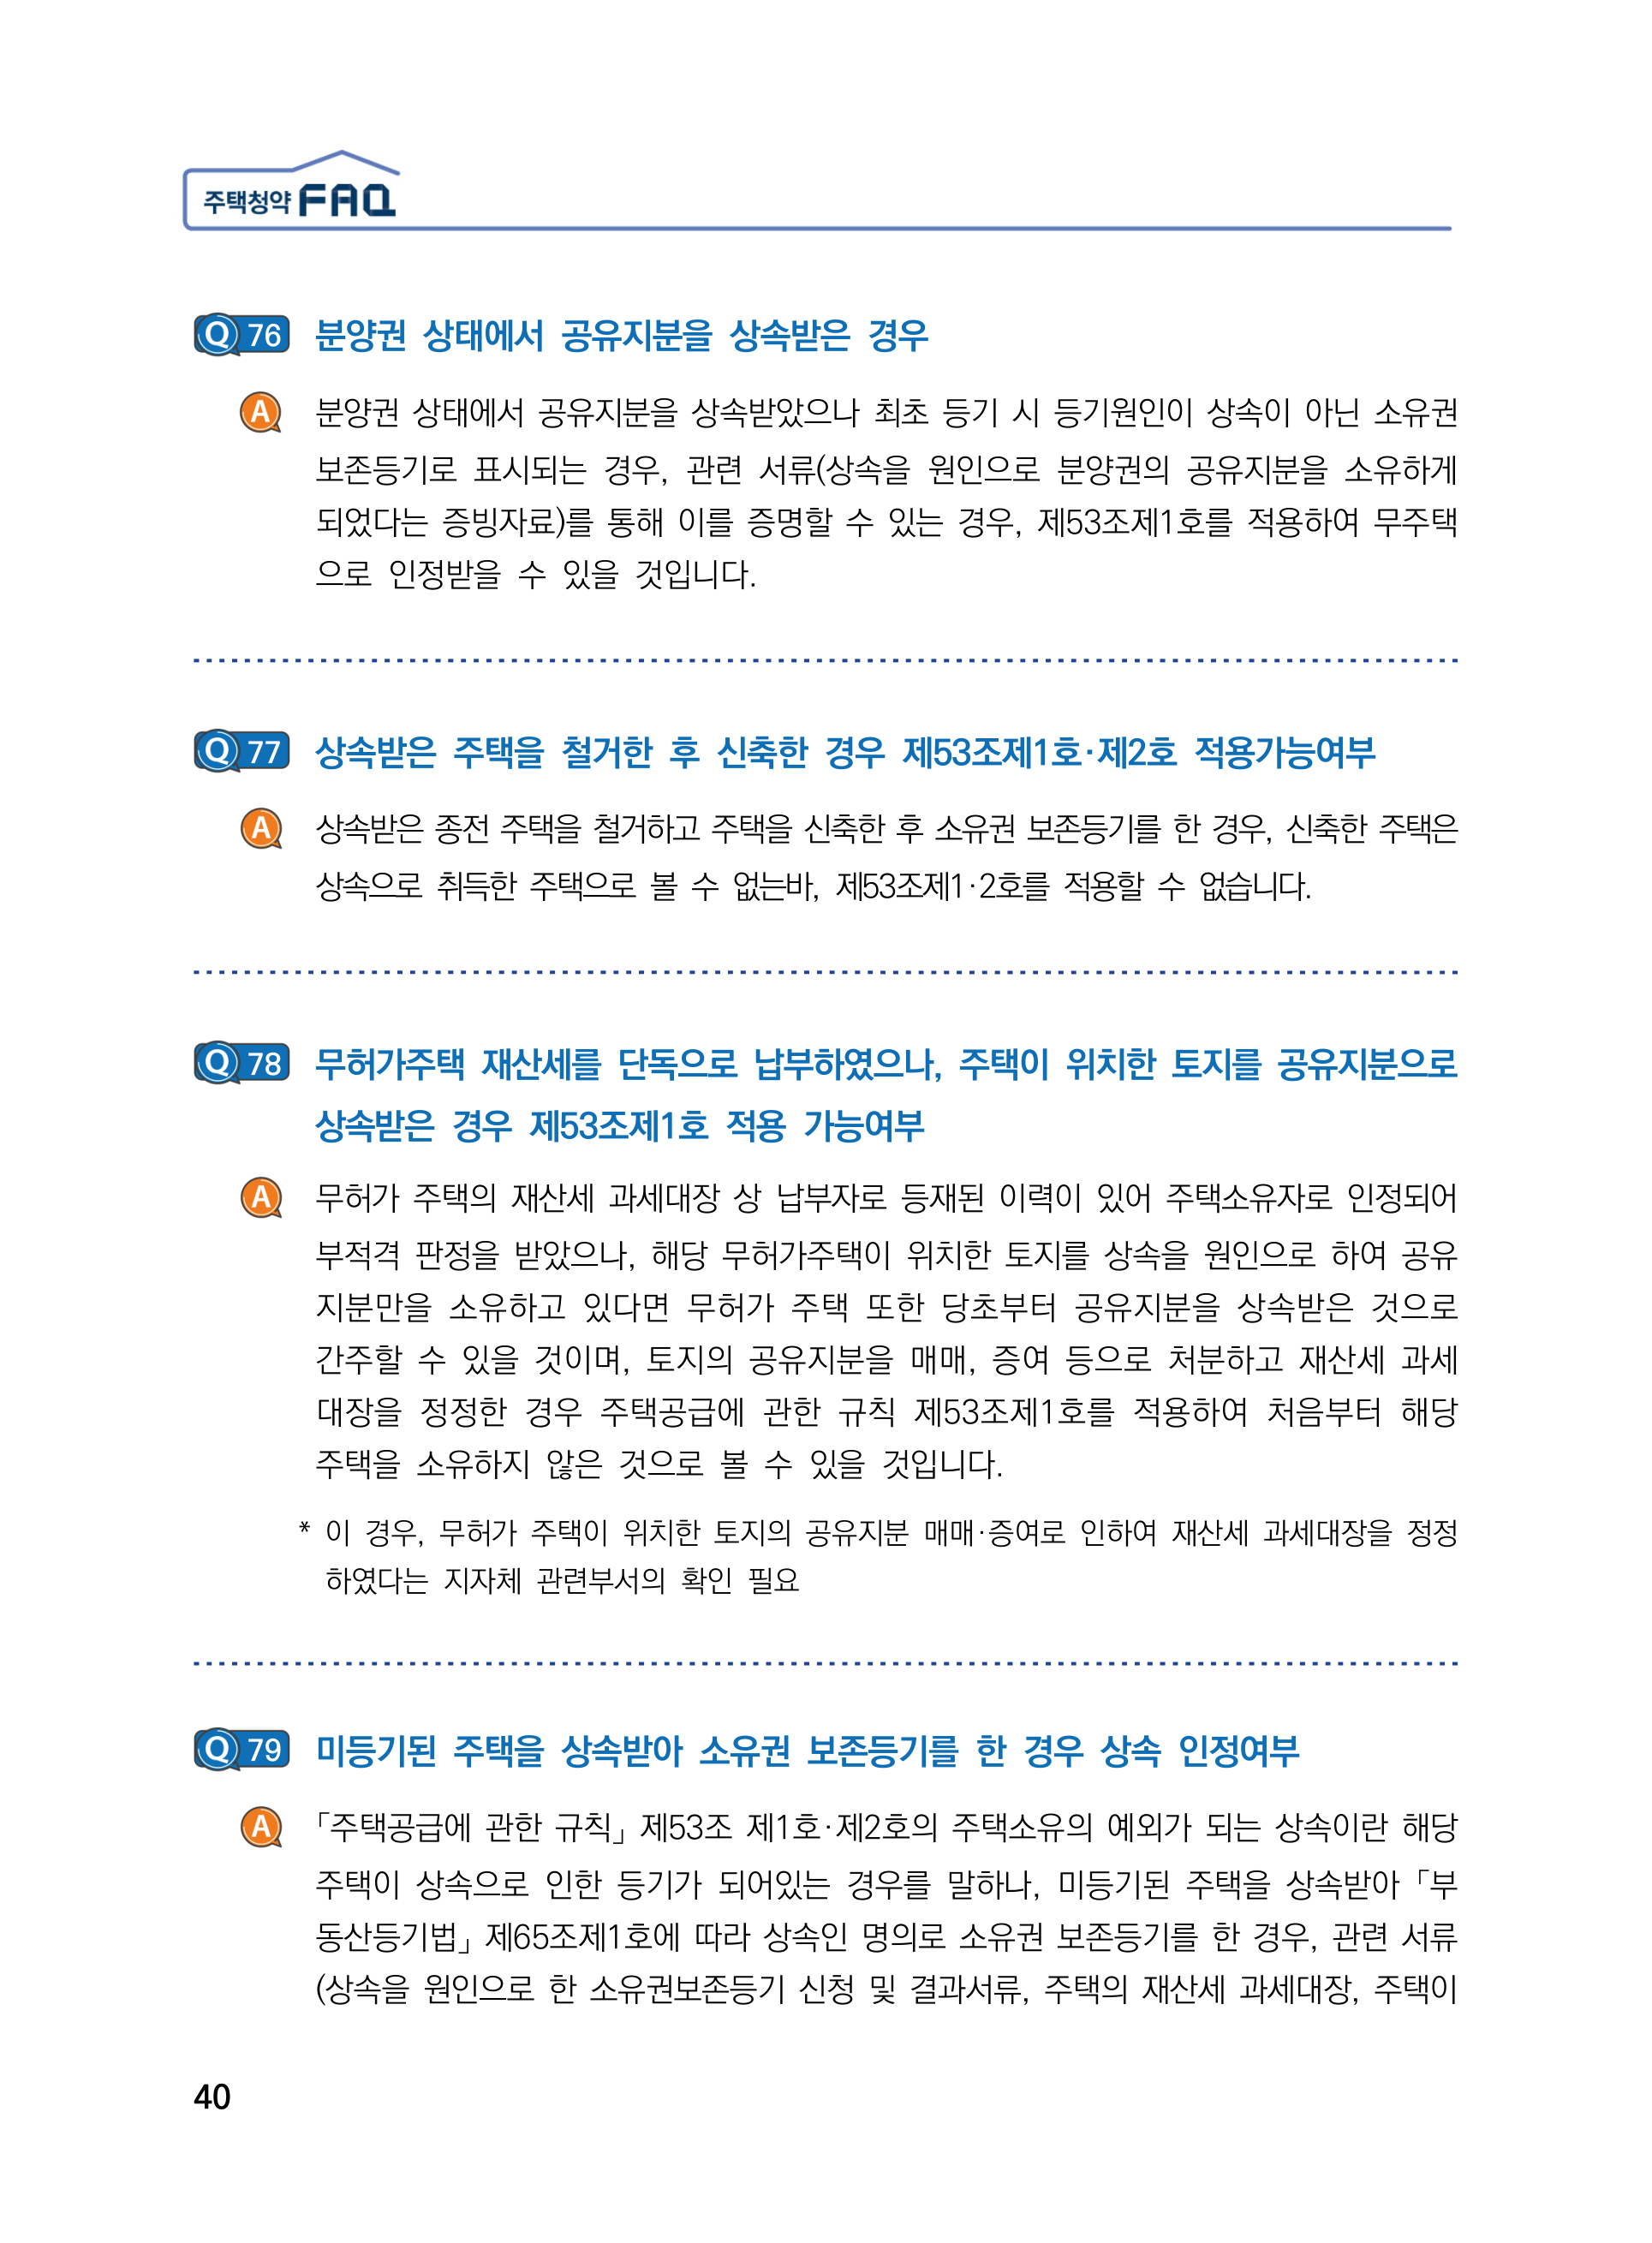 주택청약 FAQ
Q 76 분양권 상태에서 공유지분을 상속받은 경우
A 분양권 상태에서 공유지분을 상속받았으나 최초 등기 시 등기원인이 상속이 아닌 소유권
보존등기로 표시되는 경우, 관련 서류(상속을 원인으로 분양권의 공유지분을 소유하게
되었다는 증빙자료)를 통해 이를 증명할 수 있는 경우, 제53조제1호를 적용하여 무주택
으로 인정받을 수 있을 것입니다.
Q 77 상속받은 주택을 철거한 후 신축한 경우 제53조제1호·제2호 적용가능여부
A 상속받은 종전 주택을 철거하고 주택을 신축한 후 소유권 보존등기를 한 경우, 신축한 주택은
상속으로 취득한 주택으로 볼 수 없는바, 제53조제1·2호를 적용할 수 없습니다.
Q 78 무허가주택 재산세를 단독으로 납부하였으나, 주택이 위치한 토지를 공유지분으로
상속받은 경우 제53조제1호 적용 가능여부
A 무허가 주택의 재산세 과세대장 상 납부자로 등재된 이력이 있어 주택소유자로 인정되어
부적격 판정을 받았으나, 해당 무허가주택이 위치한 토지를 상속을 원인으로 하여 공유
지분만을 소유하고 있다면 무허가 주택 또한 당초부터 공유지분을 상속받은 것으로
간주할 수 있을 것이며, 토지의 공유지분을 매매, 증여 등으로 처분하고 재산세 과세
대장을 정정한 경우 주택공급에 관한 규칙 제53조제1호를 적용하여 처음부터 해당
주택을 소유하지 않은 것으로 볼 수 있을 것입니다.
* 이 경우, 무허가 주택이 위치한 토지의 공유지분 매매·증여로 인하여 재산세 과세대장을 정정
하였다는 지자체 관련부서의 확인 필요
Q 79 미등기된 주택을 상속받아 소유권 보존등기를 한 경우 상속 인정여부
A 「주택공급에 관한 규칙」 제53조 제1호·제2호의 주택소유의 예외가 되는 상속이란 해당
주택이 상속으로 인한 등기가 되어있는 경우를 말하나, 미등기된 주택을 상속받아 「부
동산등기법」 제65조제1호에 따라 상속인 명의로 소유권 보존등기를 한 경우, 관련 서류
(상속을 원인으로 한 소유권보존등기 신청 및 결과서류, 주택의 재산세 과세대장, 주택이
40